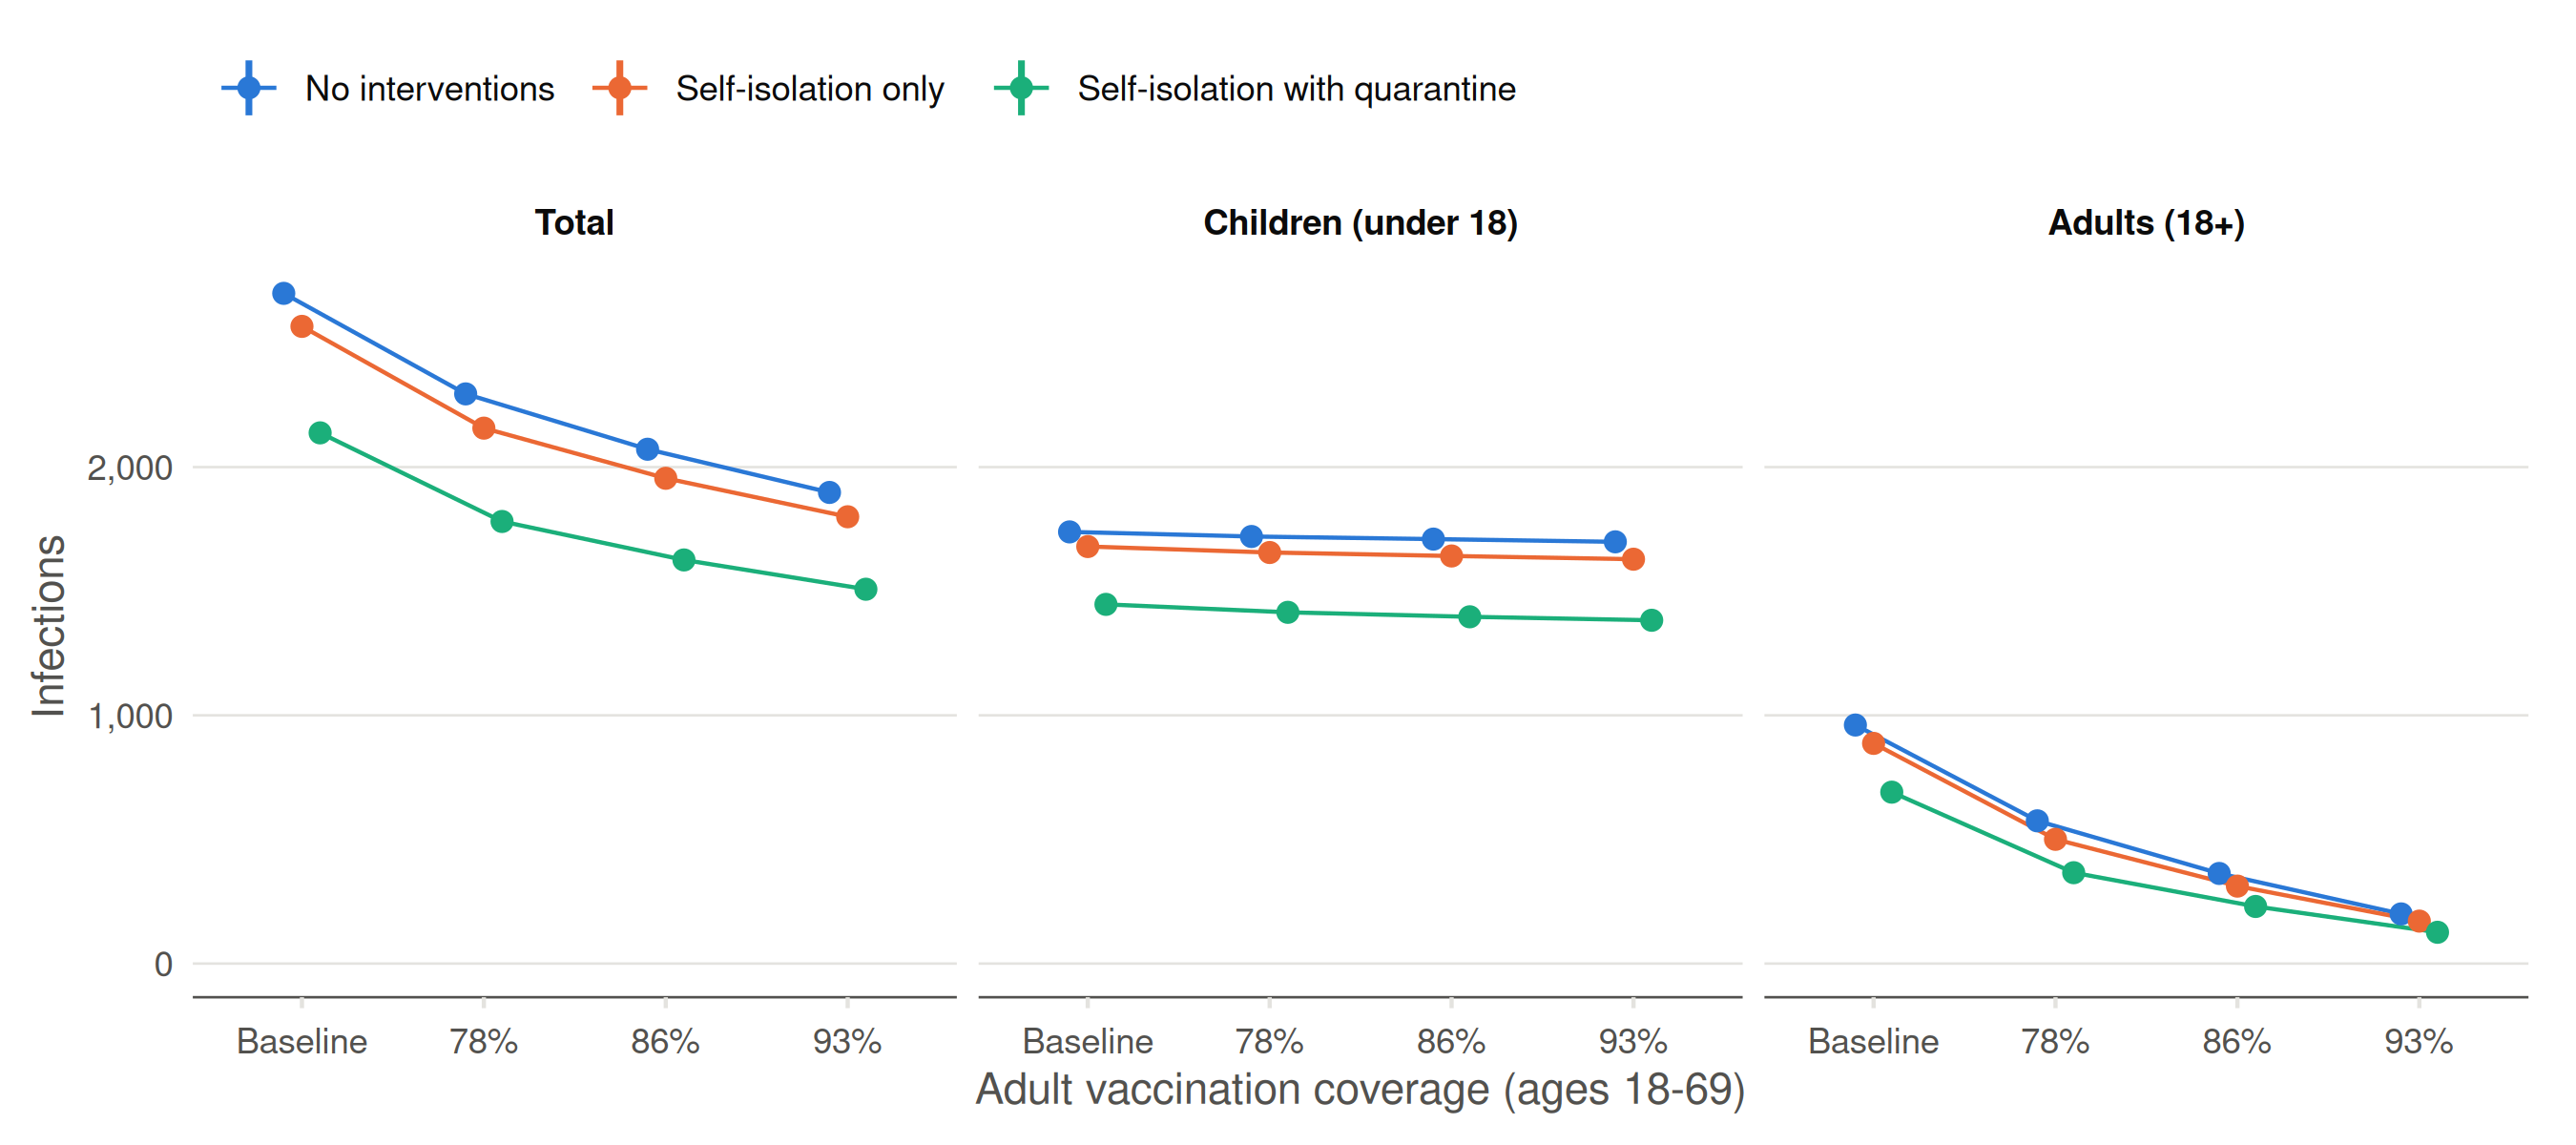 No interventions Self-isolation only Self-isolation with quarantine
Total Children (under 18) Adults (18+)
Infections
2,000
1,000
0
Baseline 78% 86% 93% Baseline 78% 86% 93% Baseline 78% 86% 93%
Adult vaccination coverage (ages 18-69)